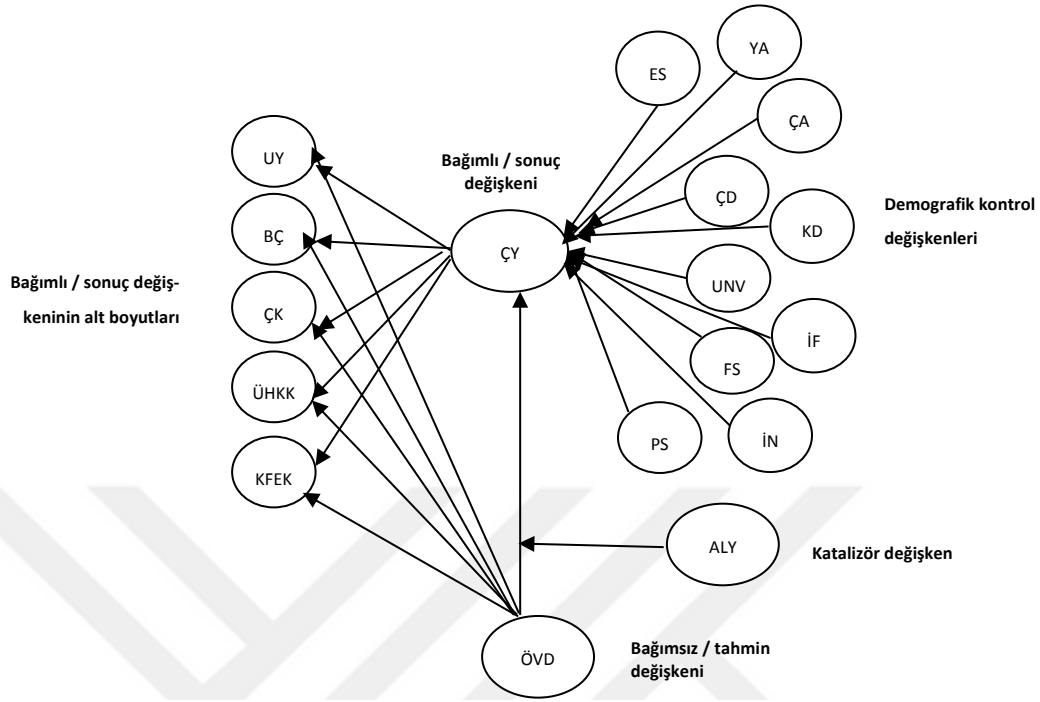 YA
ES
ÇA
UY
Bağımlı / sonuç
değişkeni
ÇD
BÇ
KD
Demografik kontrol
değişkenleri
ÇY
UNV
Bağımlı / sonuç değiş-
keninin alt boyutları
ÇK
İF
FS
ÜHKK
PS
İN
KFEK
ALY
Katalizör değişken
ÖVD
Bağımsız / tahmin
değişkeni